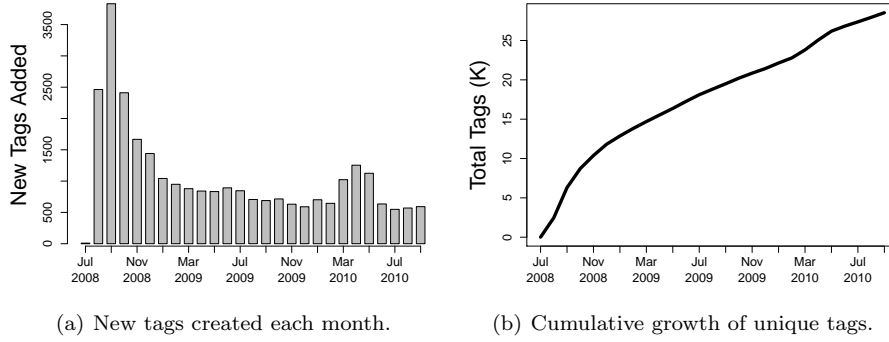 New Tags Added
3500
2500
1500
500
0
Jul Nov Mar Jul Nov Mar Jul
2008 2008 2009 2009 2009 2010 2010
(a) New tags created each month.
Total Tags (K)
25
20
15
10
5
0
Jul Nov Mar Jul Nov Mar Jul
2008 2008 2009 2009 2009 2010 2010
(b) Cumulative growth of unique tags.